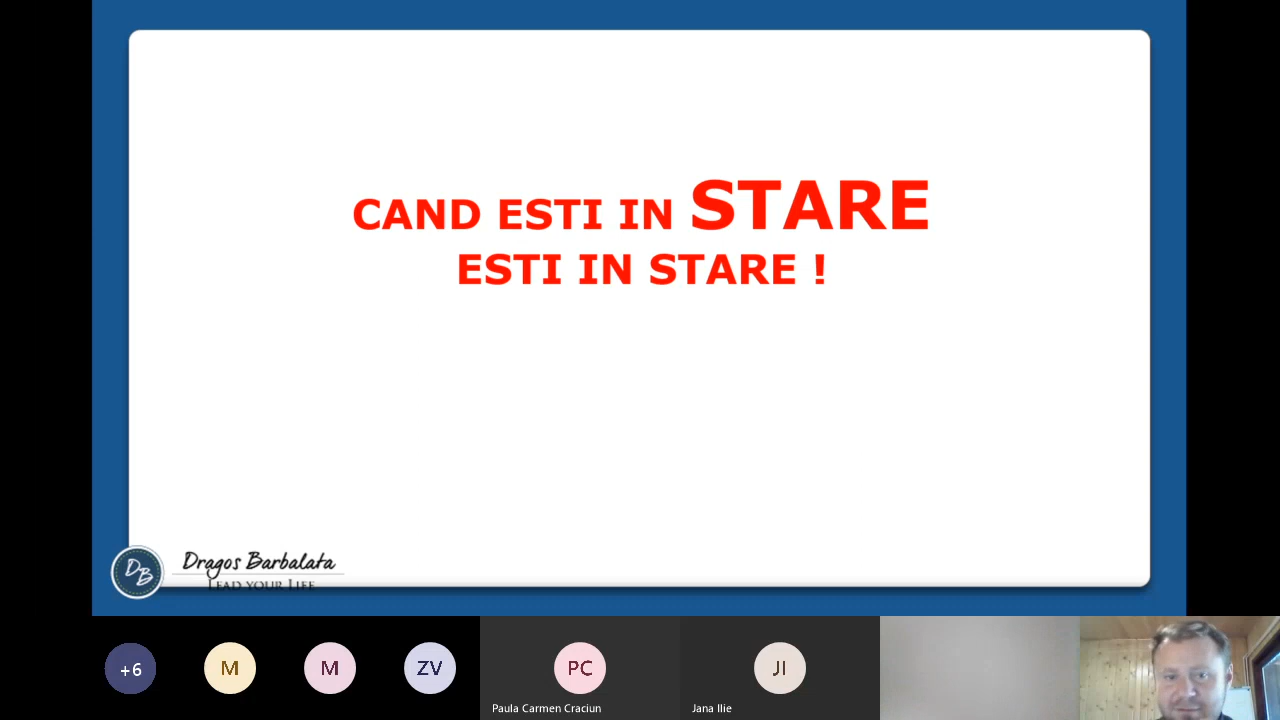 CAND ESTI IN STARE
ESTI IN STARE !
DB
Dragos Barbalata
LEAD YOUR LIFE
+6
M
M
ZV
PC
JI
Paula Carmen Craciun
Jana Ilie